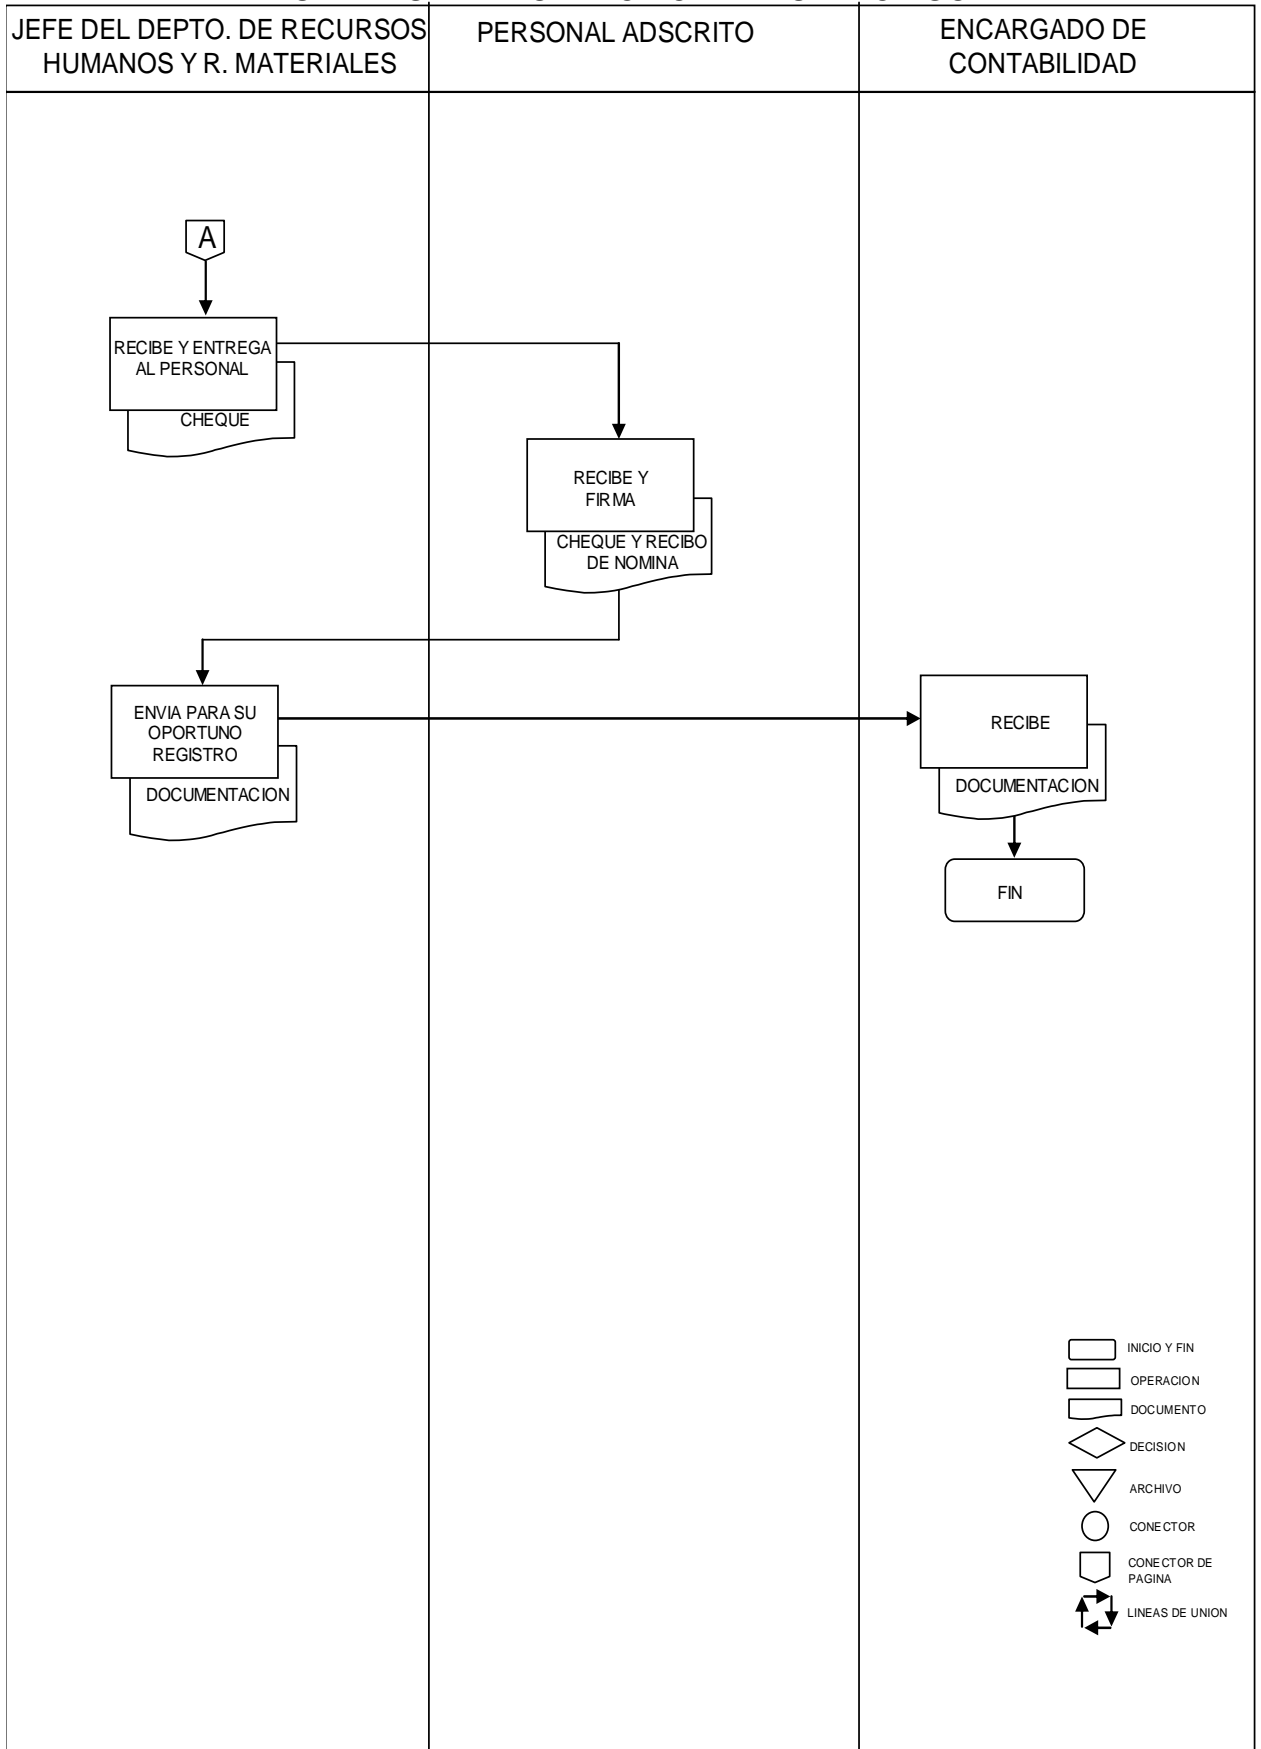 JEFE DEL DEPTO. DE RECURSOS
HUMANOS Y R. MATERIALES
PERSONAL ADSCRITO
ENCARGADO DE
CONTABILIDAD
A
RECIBE Y ENTREGA
AL PERSONAL
CHEQUE
RECIBE Y
FIRMA
CHEQUE Y RECIBO
DE NOMINA
ENVIA PARA SU
OPORTUNO
REGISTRO
DOCUMENTACION
RECIBE
DOCUMENTACION
FIN
INICIO Y FIN
OPERACION
DOCUMENTO
DECISION
ARCHIVO
CONECTOR
CONECTOR DE
PAGINA
LINEAS DE UNION